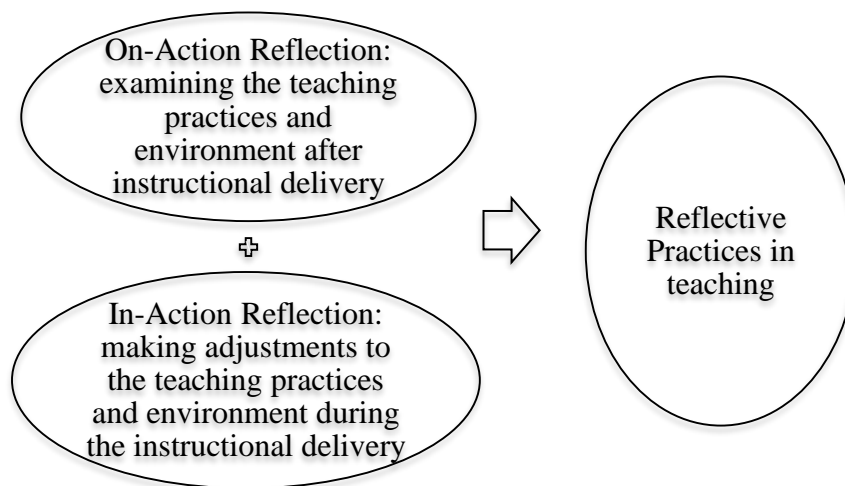 On-Action Reflection:
examining the teaching
practices and
environment after
instructional delivery
In-Action Reflection:
making adjustments to
the teaching practices
and environment during
the instructional delivery
Reflective
Practices in
teaching